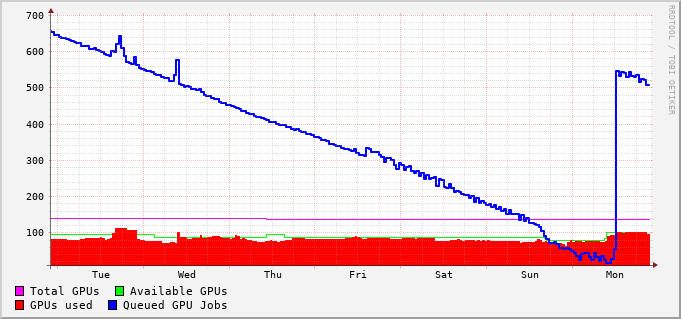 RRDTOOL / TOBI OETIKER
700
600
500
400
300
200
100
Tue Wed Thu Fri Sat Sun Mon
Total GPUs Available GPUs
GPUs used Queued GPU Jobs